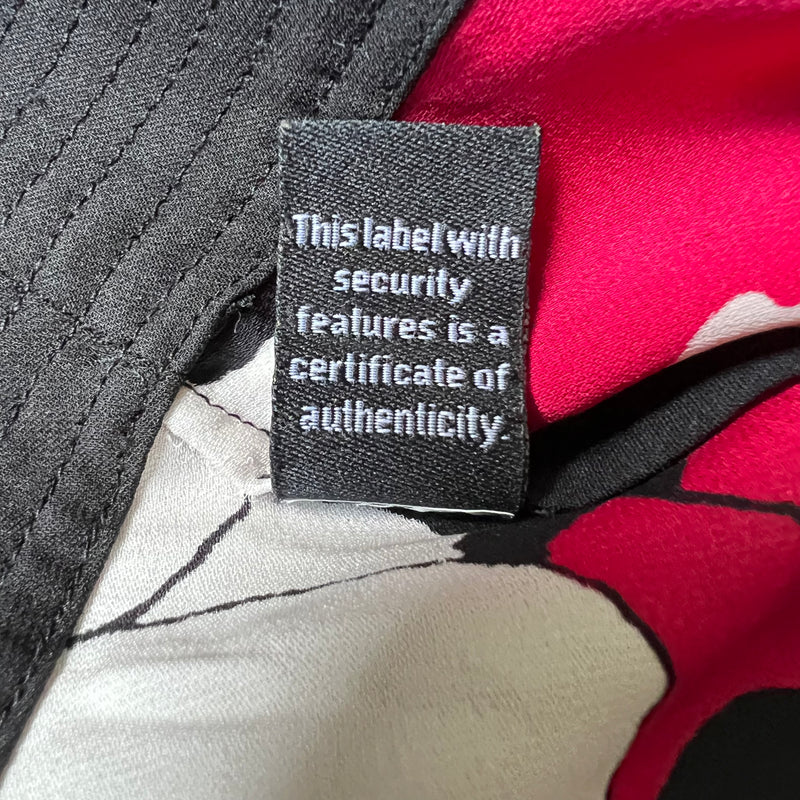 This label with
security
features is a
certificate of
authenticity.